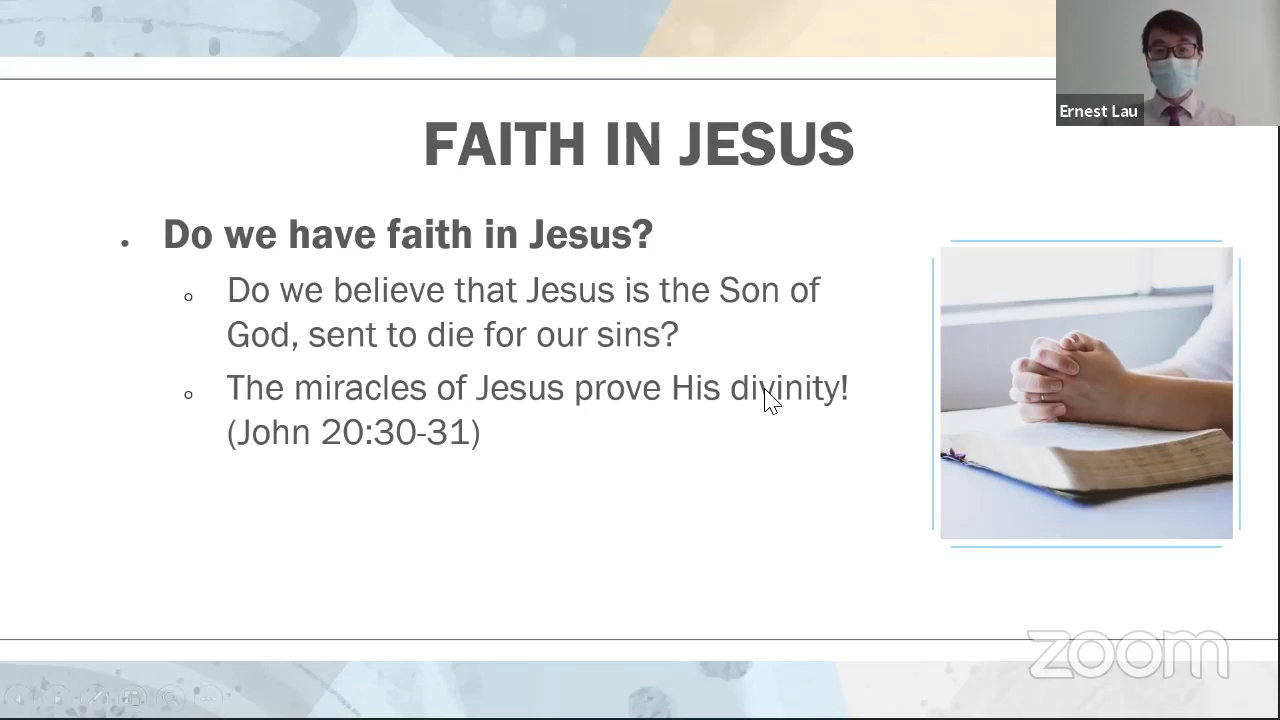 Ernest Lau
FAITH IN JESUS
Do we have faith in Jesus?
Do we believe that Jesus is the Son of
God, sent to die for our sins?
The miracles of Jesus prove His divinity!
(John 20:30-31)
zoom